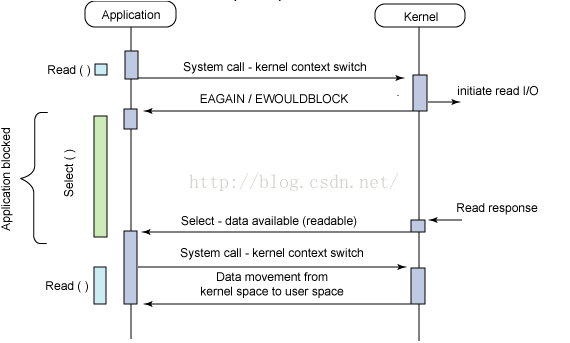 Application
Kernel
Read ( )
System call - kernel context switch
EAGAIN / EWOULDBLOCK
initiate read I/O
Application blocked
Select ( )
http://blog.csdn.net/
Read response
Select - data available (readable)
System call - kernel context switch
Read ( )
Data movement from
kernel space to user space